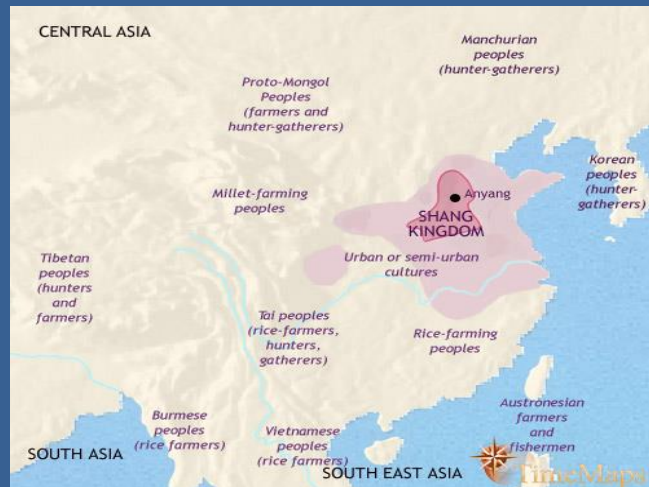 CENTRAL ASIA
Manchurian
peoples
(hunter-gatherers)
Proto-Mongol
Peoples
(farmers and
hunter-gatherers)
Korean
peoples
(hunter-
gatherers)
Millet-farming
peoples
Anyang
SHANG
KINGDOM
Tibetan
peoples
(hunters
and
farmers)
Urban or semi-urban
cultures
Tai peoples
(rice-farmers,
hunters,
gatherers)
Rice-farming
peoples
Burmese
peoples
(rice farmers)
Vietnamese
peoples
(rice farmers)
Austronesian
farmers
and
fishermen
SOUTH ASIA
SOUTH EAST ASIA
TimeMaps